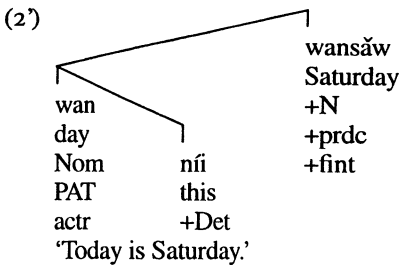 (2')
wansǎw
Saturday
wan +N
day +prdc
Nom níi +fint
PAT this
actr +Det
‘Today is Saturday.’